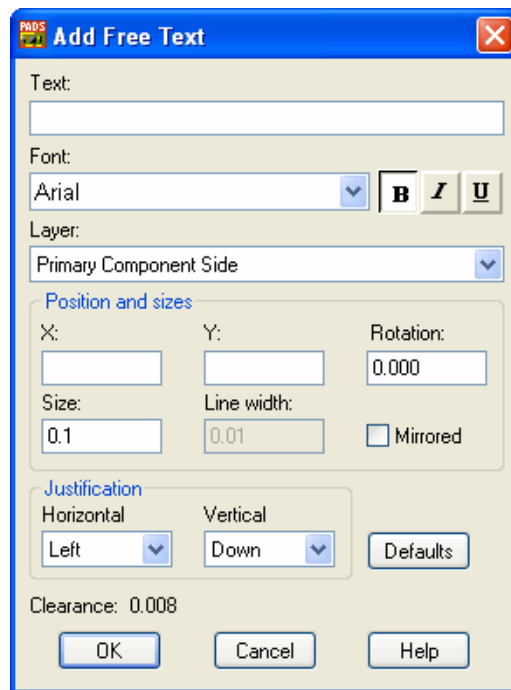 PADS
Add Free Text
Text:
Font:
Arial B I U
Layer:
Primary Component Side
Position and sizes
X: Y: Rotation:
0.000
Size: Line width:
0.1 0.01 Mirrored
Justification
Horizontal Vertical
Left Down Defaults
Clearance: 0.008
OK Cancel Help